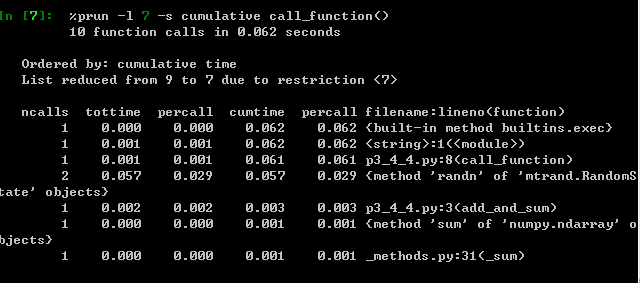 In [7]: %prun -l 7 -s cumulative call_function()
10 function calls in 0.062 seconds
Ordered by: cumulative time
List reduced from 9 to 7 due to restriction <7>
ncalls tottime percall cumtime percall filename:lineno(function)
1 0.000 0.000 0.062 0.062 {built-in method builtins.exec}
1 0.001 0.001 0.062 0.062 <string>:1(<module>)
1 0.001 0.001 0.061 0.061 p3_4_4.py:8(call_function)
2 0.057 0.029 0.057 0.029 {method 'randn' of 'mtrand.RandomS
tate' objects}
1 0.002 0.002 0.003 0.003 p3_4_4.py:3(add_and_sum)
1 0.000 0.000 0.001 0.001 {method 'sum' of 'numpy.ndarray' o
bjects}
1 0.000 0.000 0.001 0.001 _methods.py:31(_sum)